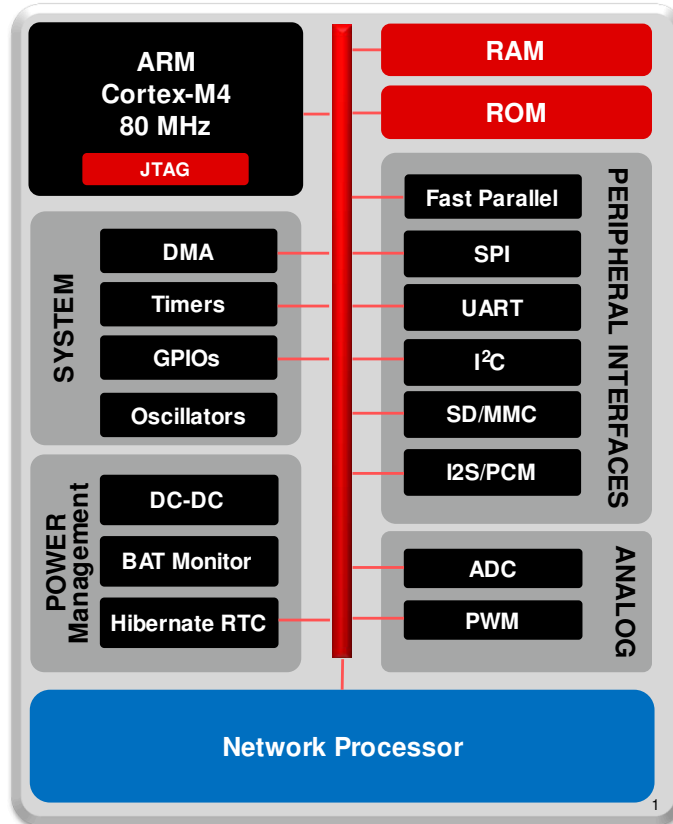 ARM
Cortex-M4
80 MHz
JTAG
RAM
ROM
SYSTEM
DMA
Timers
GPIOs
Oscillators
PERIPHERAL INTERFACES
Fast Parallel
SPI
UART
I²C
SD/MMC
I2S/PCM
POWER
Management
DC-DC
BAT Monitor
Hibernate RTC
ANALOG
ADC
PWM
Network Processor
1